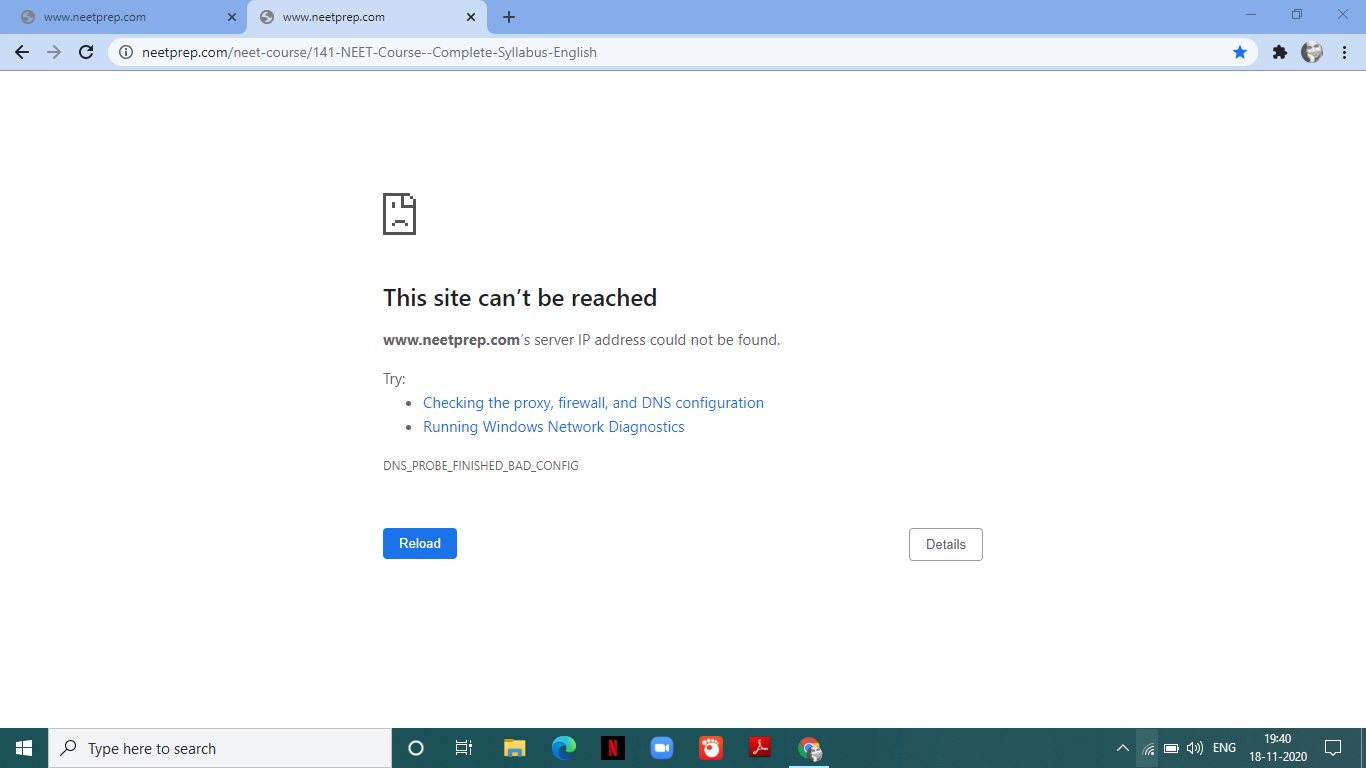 www.neetprep.com
www.neetprep.com
neetprep.com/neet-course/141-NEET-Course--Complete-Syllabus-English
This site can't be reached
www.neetprep.com's server IP address could not be found.
Try:
Checking the proxy, firewall, and DNS configuration
Running Windows Network Diagnostics
DNS_PROBE_FINISHED_BAD_CONFIG
Reload
Details
Type here to search
N
ENG
19:40
18-11-2020